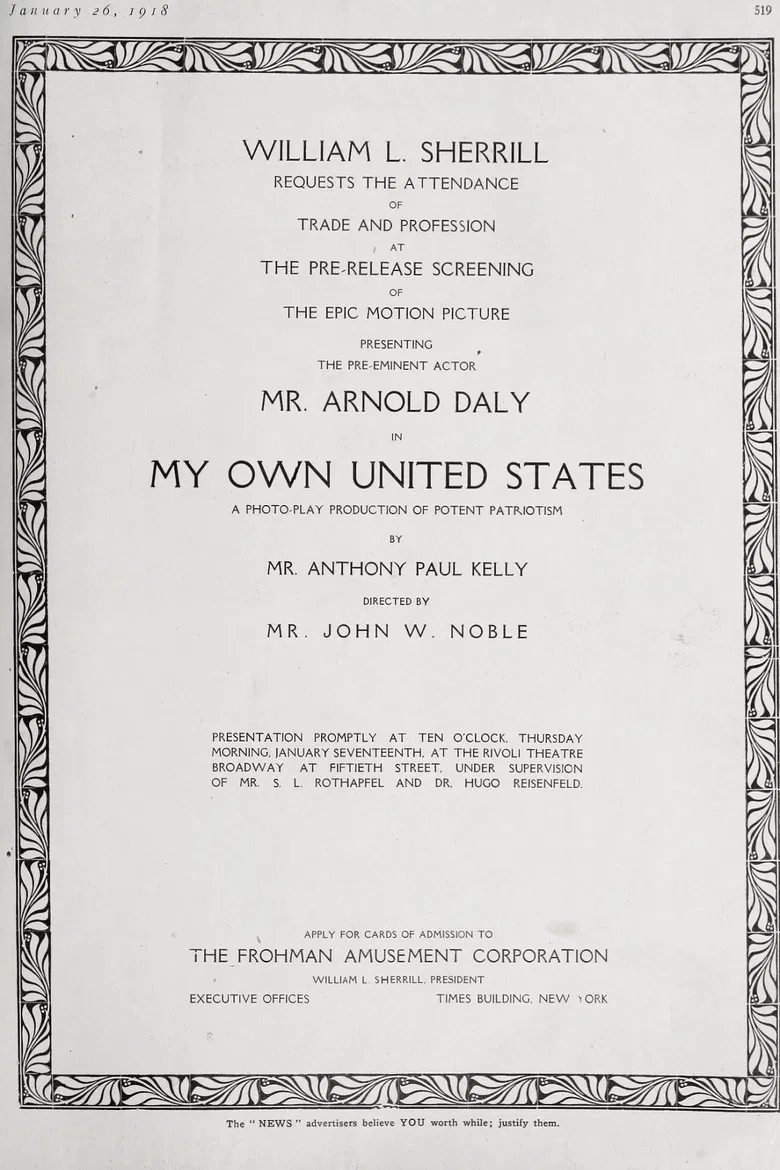 January 26, 1918
519
WILLIAM L. SHERRILL
REQUESTS THE ATTENDANCE
OF
TRADE AND PROFESSION
AT
THE PRE-RELEASE SCREENING
OF
THE EPIC MOTION PICTURE
PRESENTING
THE PRE-EMINENT ACTOR
MR. ARNOLD DALY
IN
MY OWN UNITED STATES
A PHOTO-PLAY PRODUCTION OF POTENT PATRIOTISM
BY
MR. ANTHONY PAUL KELLY
DIRECTED BY
MR. JOHN W. NOBLE
PRESENTATION PROMPTLY AT TEN O'CLOCK, THURSDAY
MORNING, JANUARY SEVENTEENTH, AT THE RIVOLI THEATRE
BROADWAY AT FIFTIETH STREET, UNDER SUPERVISION
OF MR. S. L. ROTHAPFEL AND DR. HUGO REISENFELD.
APPLY FOR CARDS OF ADMISSION TO
THE FROHMAN AMUSEMENT CORPORATION
WILLIAM L. SHERRILL, PRESIDENT
EXECUTIVE OFFICES TIMES BUILDING, NEW YORK
The "NEWS" advertisers believe YOU worth while; justify them.